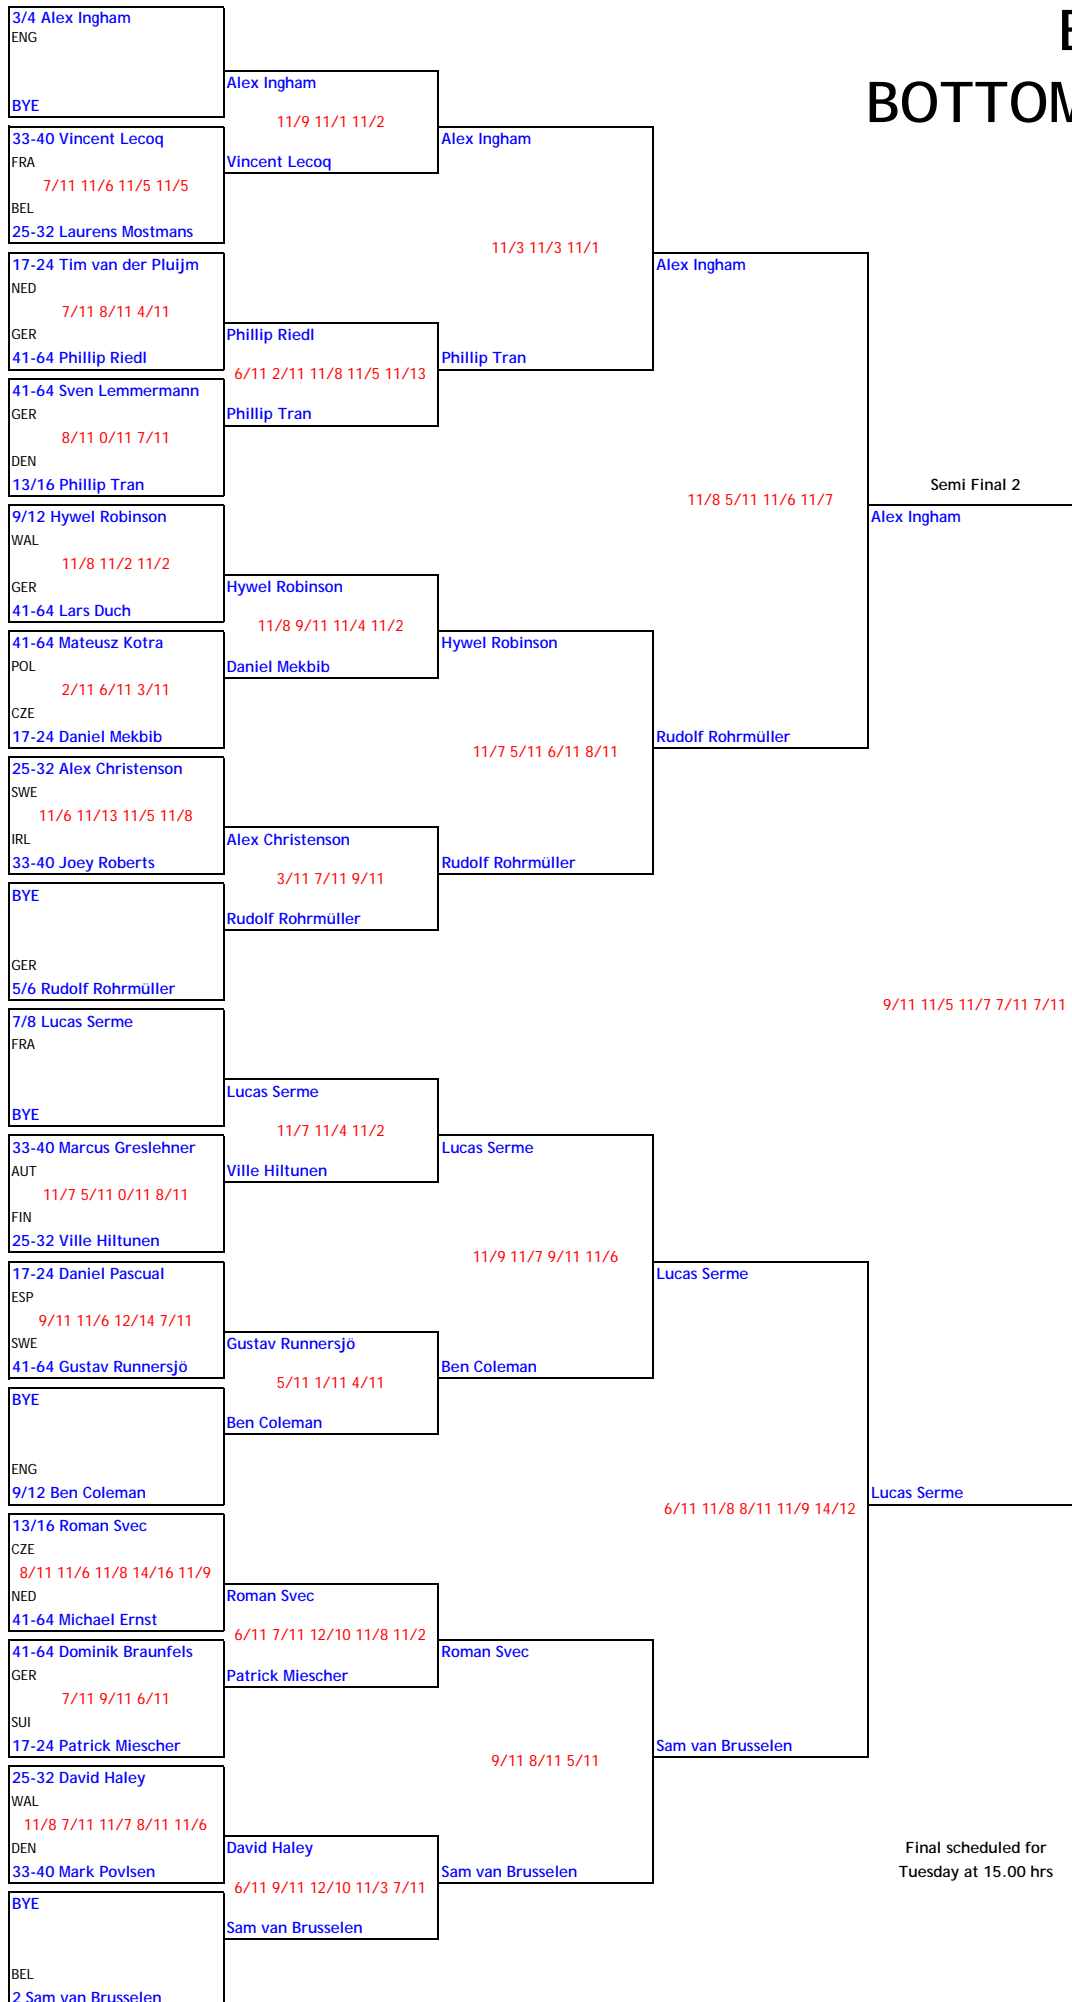 E
BOTTOM
3/4 Alex Ingham
ENG
BYE
33-40 Vincent Lecoq
FRA
7/11 11/6 11/5 11/5
BEL
25-32 Laurens Mostmans
17-24 Tim van der Pluijm
NED
7/11 8/11 4/11
GER
41-64 Phillip Riedl
41-64 Sven Lemmermann
GER
8/11 0/11 7/11
DEN
13/16 Phillip Tran
9/12 Hywel Robinson
WAL
11/8 11/2 11/2
GER
41-64 Lars Duch
41-64 Mateusz Kotra
POL
2/11 6/11 3/11
CZE
17-24 Daniel Mekbib
25-32 Alex Christenson
SWE
11/6 11/13 11/5 11/8
IRL
33-40 Joey Roberts
BYE
GER
5/6 Rudolf Rohrmüller
7/8 Lucas Serme
FRA
BYE
33-40 Marcus Greslehner
AUT
11/7 5/11 0/11 8/11
FIN
25-32 Ville Hiltunen
17-24 Daniel Pascual
ESP
9/11 11/6 12/14 7/11
SWE
41-64 Gustav Runnersjö
BYE
ENG
9/12 Ben Coleman
13/16 Roman Svec
CZE
8/11 11/6 11/8 14/16 11/9
NED
41-64 Michael Ernst
41-64 Dominik Braunfels
GER
7/11 9/11 6/11
SUI
17-24 Patrick Miescher
25-32 David Haley
WAL
11/8 7/11 11/7 8/11 11/6
DEN
33-40 Mark Povlsen
BYE
BEL
2 Sam van Brusselen
Alex Ingham
11/9 11/1 11/2
Vincent Lecoq
Phillip Riedl
6/11 2/11 11/8 11/5 11/13
Phillip Tran
Hywel Robinson
11/8 9/11 11/4 11/2
Daniel Mekbib
Alex Christenson
3/11 7/11 9/11
Rudolf Rohrmüller
Lucas Serme
11/7 11/4 11/2
Ville Hiltunen
Gustav Runnersjö
5/11 1/11 4/11
Ben Coleman
Roman Svec
6/11 7/11 12/10 11/8 11/2
Patrick Miescher
David Haley
6/11 9/11 12/10 11/3 7/11
Sam van Brusselen
Alex Ingham
11/3 11/3 11/1
Phillip Tran
Hywel Robinson
11/7 5/11 6/11 8/11
Rudolf Rohrmüller
Lucas Serme
11/9 11/7 9/11 11/6
Ben Coleman
Roman Svec
9/11 8/11 5/11
Sam van Brusselen
Alex Ingham
11/8 5/11 11/6 11/7
Rudolf Rohrmüller
Lucas Serme
6/11 11/8 8/11 11/9 14/12
Sam van Brusselen
Semi Final 2
Alex Ingham
9/11 11/5 11/7 7/11 7/11
Lucas Serme
Final scheduled for
Tuesday at 15.00 hrs